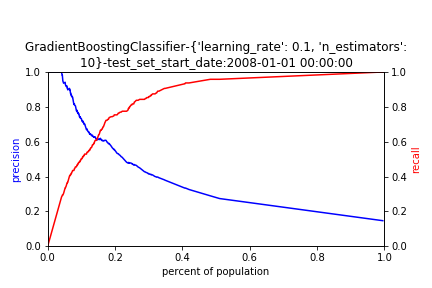 GradientBoostingClassifier-{'learning_rate': 0.1, 'n_estimators':
10}-test_set_start_date:2008-01-01 00:00:00
1.0
0.8
0.6
0.4
0.2
0.0
precision
1.0
0.8
0.6
0.4
0.2
0.0
recall
0.0 0.2 0.4 0.6 0.8 1.0
percent of population